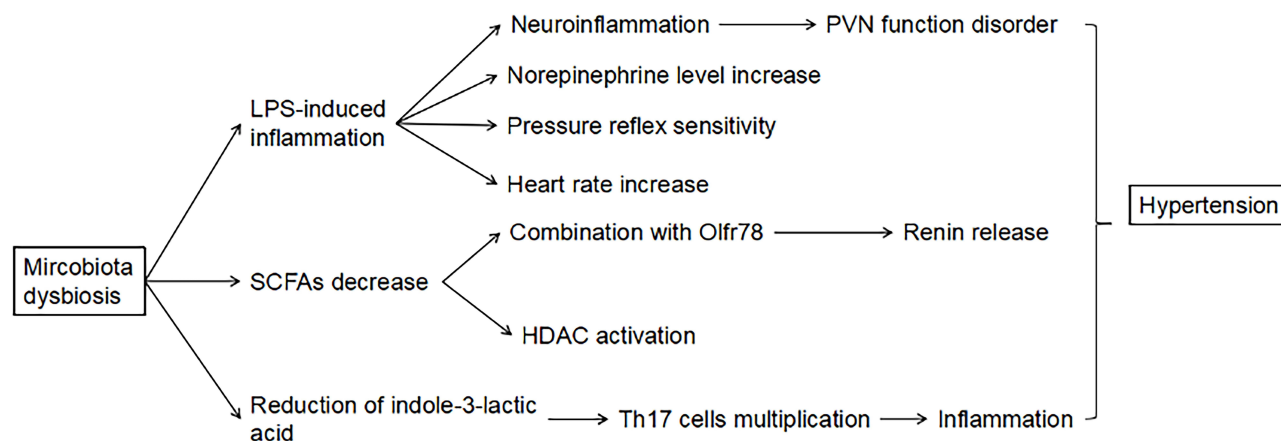 Neuroinflammation
PVN function disorder
Norepinephrine level increase
LPS-induced
inflammation
Pressure reflex sensitivity
Heart rate increase
Hypertension
Combination with Olfr78
Renin release
Mircobiota
dysbiosis
SCFAs decrease
HDAC activation
Reduction of indole-3-lactic
acid
Th17 cells multiplication
Inflammation